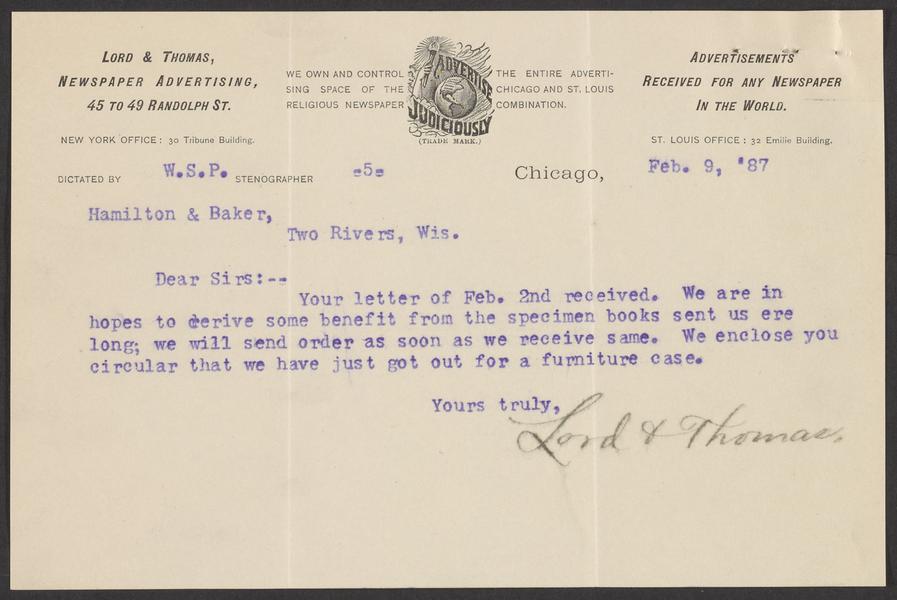 LORD & THOMAS,
NEWSPAPER ADVERTISING,
45 TO 49 RANDOLPH ST.
NEW YORK OFFICE: 30 Tribune Building.
WE OWN AND CONTROL
SING SPACE OF THE
RELIGIOUS NEWSPAPER
ADVERTISE
JUDICIOUSLY
(TRADE MARK.)
THE ENTIRE ADVERTI-
CHICAGO AND ST. LOUIS
COMBINATION.
ADVERTISEMENTS
RECEIVED FOR ANY NEWSPAPER
IN THE WORLD.
ST. LOUIS OFFICE: 32 Emilie Building.
DICTATED BY W.S.P. STENOGRAPHER -5- Chicago, Feb. 9, '87
Hamilton & Baker,
Two Rivers, Wis.
Dear Sirs:--
Your letter of Feb. 2nd received. We are in
hopes to derive some benefit from the specimen books sent us ere
long; we will send order as soon as we receive same. We enclose you
circular that we have just got out for a furniture case.
Yours truly,
Lord & Thomas.